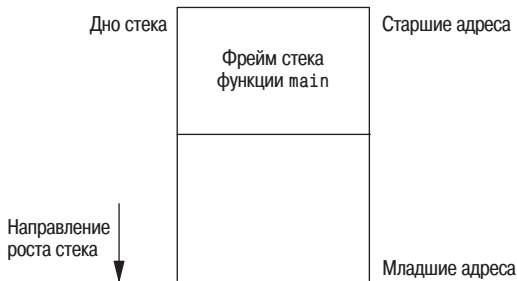 Дно стека
Старшие адреса
Фрейм стека
функции main
Направление
роста стека
Младшие адреса